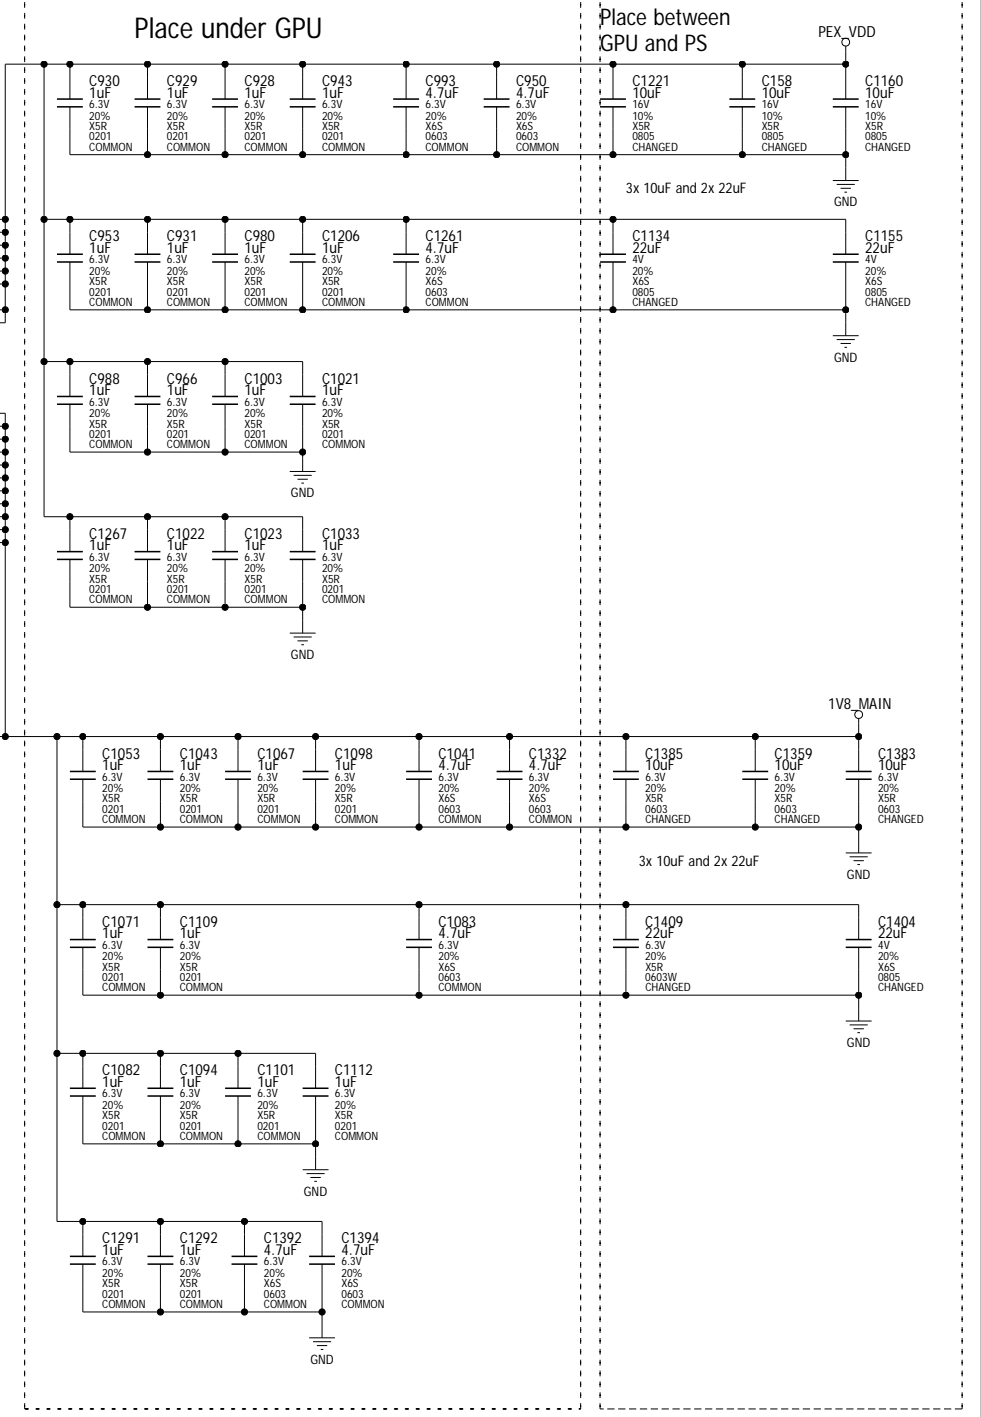 Place under GPU
Place between
GPU and PS
PEX_VDD
C930
1uF
6.3V
20%
X5R
0201
COMMON
C929
1uF
6.3V
20%
X5R
0201
COMMON
C928
1uF
6.3V
20%
X5R
0201
COMMON
C943
1uF
6.3V
20%
X5R
0201
COMMON
C993
4.7uF
6.3V
20%
X6S
0603
COMMON
C950
4.7uF
6.3V
20%
X6S
0603
COMMON
C1221
10uF
16V
10%
X5R
0805
CHANGED
C158
10uF
16V
10%
X5R
0805
CHANGED
C1160
10uF
16V
10%
X5R
0805
CHANGED
3x 10uF and 2x 22uF
GND
C953
1uF
6.3V
20%
X5R
0201
COMMON
C931
1uF
6.3V
20%
X5R
0201
COMMON
C980
1uF
6.3V
20%
X5R
0201
COMMON
C1206
1uF
6.3V
20%
X5R
0201
COMMON
C1261
4.7uF
6.3V
20%
X6S
0603
COMMON
C1134
22uF
4V
20%
X6S
0805
CHANGED
C1155
22uF
4V
20%
X6S
0805
CHANGED
GND
C988
1uF
6.3V
20%
X5R
0201
COMMON
C966
1uF
6.3V
20%
X5R
0201
COMMON
C1003
1uF
6.3V
20%
X5R
0201
COMMON
C1021
1uF
6.3V
20%
X5R
0201
COMMON
GND
C1267
1uF
6.3V
20%
X5R
0201
COMMON
C1022
1uF
6.3V
20%
X5R
0201
COMMON
C1023
1uF
6.3V
20%
X5R
0201
COMMON
C1033
1uF
6.3V
20%
X5R
0201
COMMON
GND
1V8_MAIN
C1053
1uF
6.3V
20%
X5R
0201
COMMON
C1043
1uF
6.3V
20%
X5R
0201
COMMON
C1067
1uF
6.3V
20%
X5R
0201
COMMON
C1098
1uF
6.3V
20%
X5R
0201
COMMON
C1041
4.7uF
6.3V
20%
X6S
0603
COMMON
C1332
4.7uF
6.3V
20%
X6S
0603
COMMON
C1385
10uF
6.3V
20%
X5R
0603
CHANGED
C1359
10uF
6.3V
20%
X5R
0603
CHANGED
C1383
10uF
6.3V
20%
X5R
0603
CHANGED
3x 10uF and 2x 22uF
GND
C1071
1uF
6.3V
20%
X5R
0201
COMMON
C1109
1uF
6.3V
20%
X5R
0201
COMMON
C1083
4.7uF
6.3V
20%
X6S
0603
COMMON
C1409
22uF
6.3V
20%
X5R
0603W
CHANGED
C1404
22uF
4V
20%
X6S
0805
CHANGED
GND
C1082
1uF
6.3V
20%
X5R
0201
COMMON
C1094
1uF
6.3V
20%
X5R
0201
COMMON
C1101
1uF
6.3V
20%
X5R
0201
COMMON
C1112
1uF
6.3V
20%
X5R
0201
COMMON
GND
C1291
1uF
6.3V
20%
X5R
0201
COMMON
C1292
1uF
6.3V
20%
X5R
0201
COMMON
C1392
4.7uF
6.3V
20%
X6S
0603
COMMON
C1394
4.7uF
6.3V
20%
X6S
0603
COMMON
GND